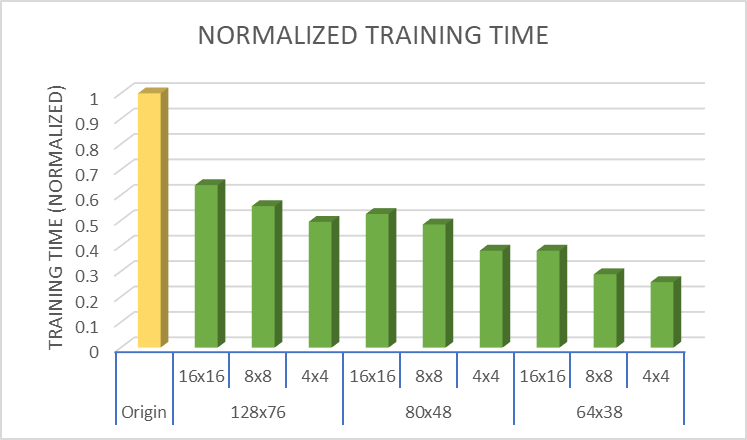 NORMALIZED TRAINING TIME
TRAINING TIME (NORMALIZED)
1
0.9
0.8
0.7
0.6
0.5
0.4
0.3
0.2
0.1
0
16x16 8x8 4x4 16x16 8x8 4x4 16x16 8x8 4x4
Origin 128x76 80x48 64x38